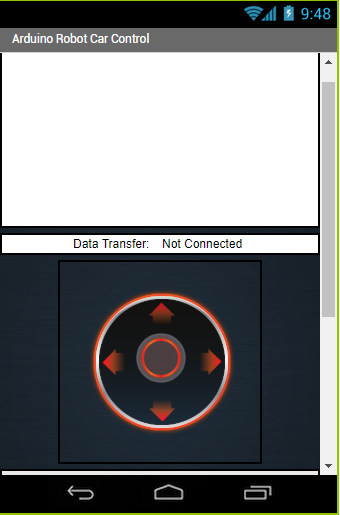 9:48
Arduino Robot Car Control
Data Transfer: Not Connected